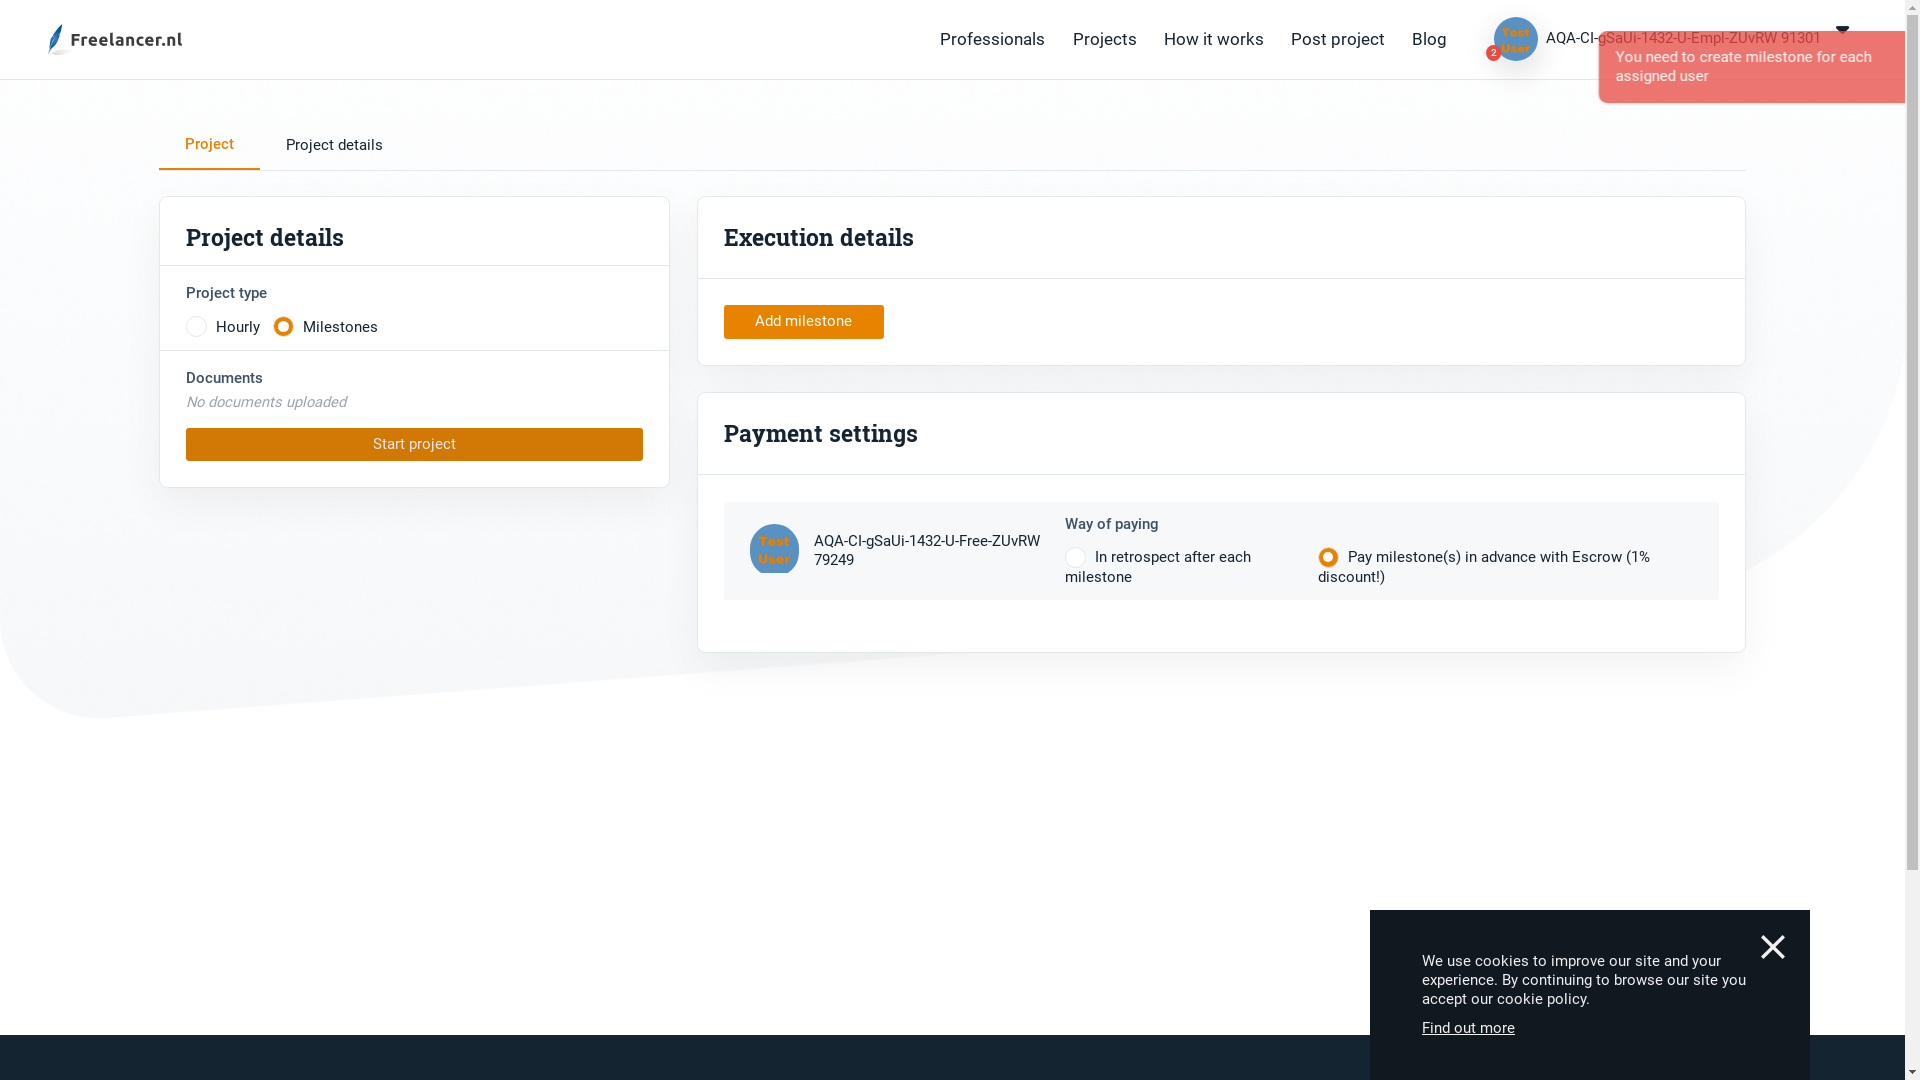 Freelancer.nl
Professionals
Projects
How it works
Post project
Blog
Test
User
2
AQA-CI-gSaUi-1432-U-Empl-ZUvRW 91301
You need to create milestone for each
assigned user
Project
Project details
Project details
Project type
Hourly
Milestones
Documents
No documents uploaded
Start project
Execution details
Add milestone
Payment settings
Test
User
AQA-CI-gSaUi-1432-U-Free-ZUvRW
79249
Way of paying
In retrospect after each
milestone
Pay milestone(s) in advance with Escrow (1%
discount!)
We use cookies to improve our site and your
experience. By continuing to browse our site you
accept our cookie policy.
Find out more